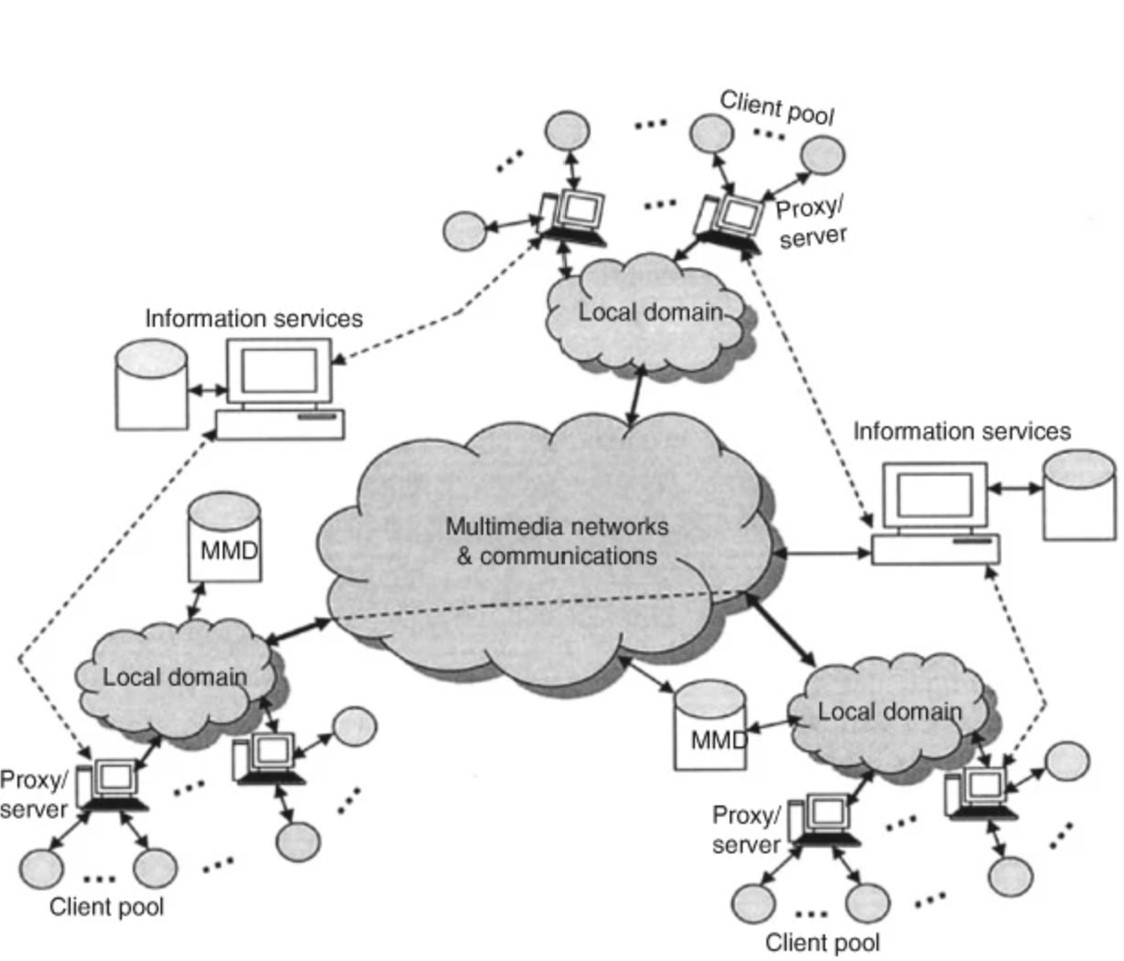 Client pool
Proxy/
server
Local domain
Information services
Information services
Multimedia networks
& communications
MMD
Local domain
Local domain
MMD
Proxy/
server
Proxy/
server
Client pool
Client pool